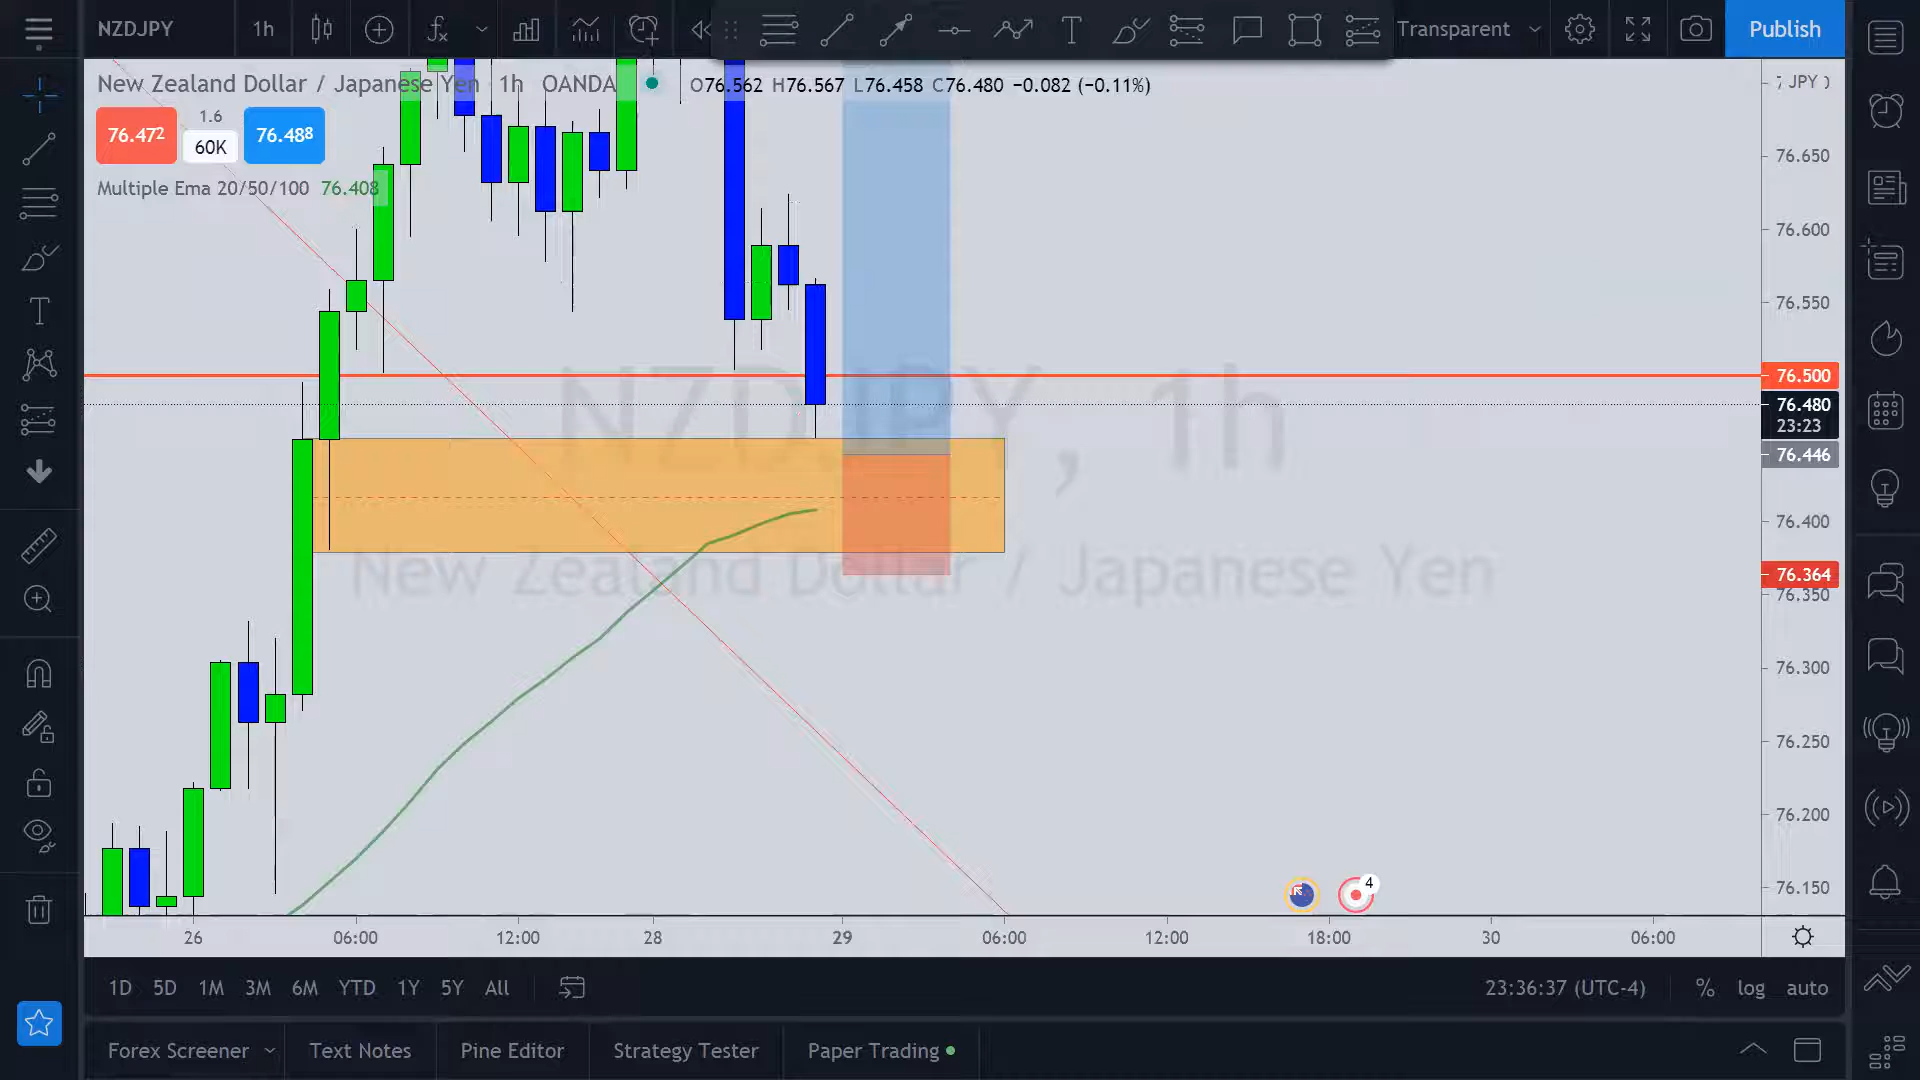 NZDJPY 1h Transparent Publish
New Zealand Dollar / Japanese Yen 1h OANDA O76.562 H76.567 L76.458 C76.480 −0.082 (−0.11%)
JPY
76.472 1.6 60K 76.488
Multiple Ema 20/50/100 76.408
76.650
76.600
76.550
76.500
76.480
23:23
76.446
76.400
76.364
76.350
76.300
76.250
76.200
76.150
NZDJPY, 1h
New Zealand Dollar / Japanese Yen
4
26 06:00 12:00 28 29 06:00 12:00 18:00 30 06:00
1D 5D 1M 3M 6M YTD 1Y 5Y All 23:36:37 (UTC-4) % log auto
Forex Screener Text Notes Pine Editor Strategy Tester Paper Trading